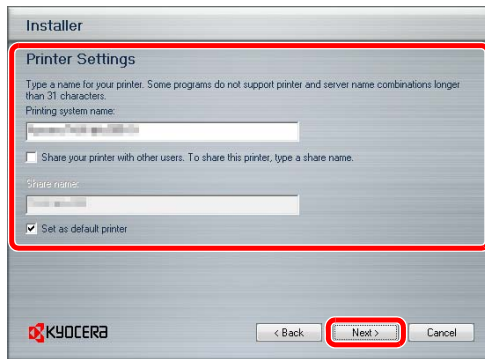 Installer
Printer Settings
Type a name for your printer. Some programs do not support printer and server name combinations longer
than 31 characters.
Printing system name:
Share your printer with other users. To share this printer, type a share name.
Share name:
Set as default printer
KYOCERA
< Back
Next >
Cancel